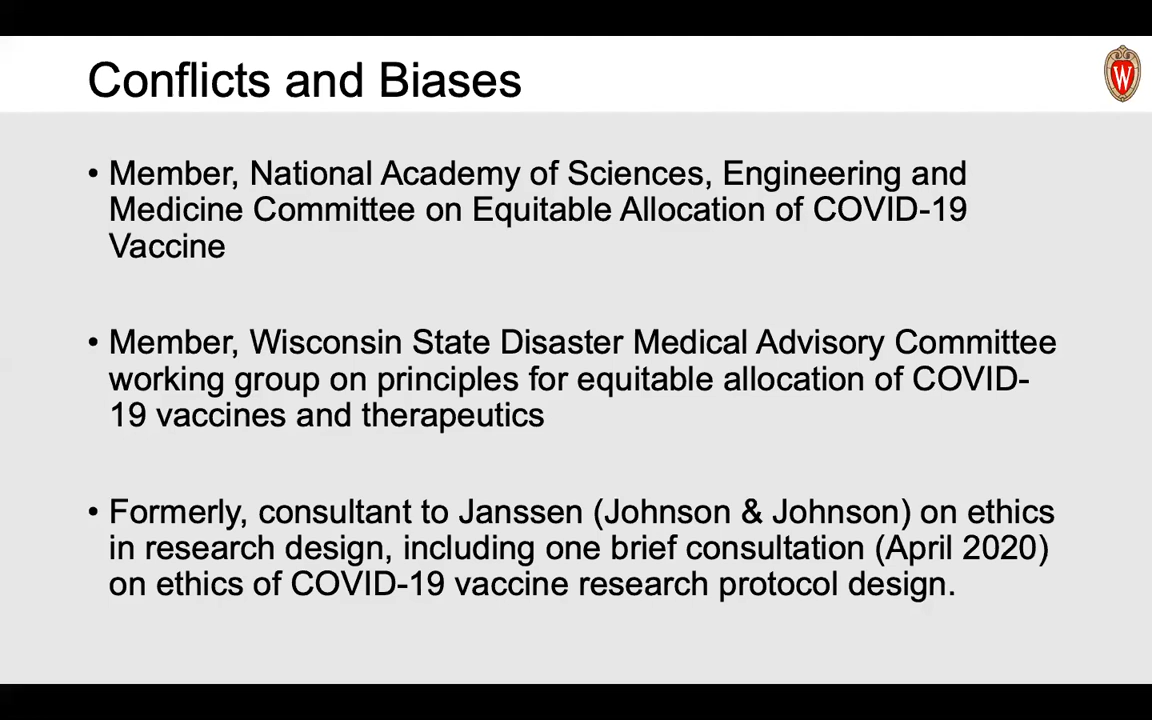 Conflicts and Biases
W
• Member, National Academy of Sciences, Engineering and
Medicine Committee on Equitable Allocation of COVID-19
Vaccine
• Member, Wisconsin State Disaster Medical Advisory Committee
working group on principles for equitable allocation of COVID-
19 vaccines and therapeutics
• Formerly, consultant to Janssen (Johnson & Johnson) on ethics
in research design, including one brief consultation (April 2020)
on ethics of COVID-19 vaccine research protocol design.